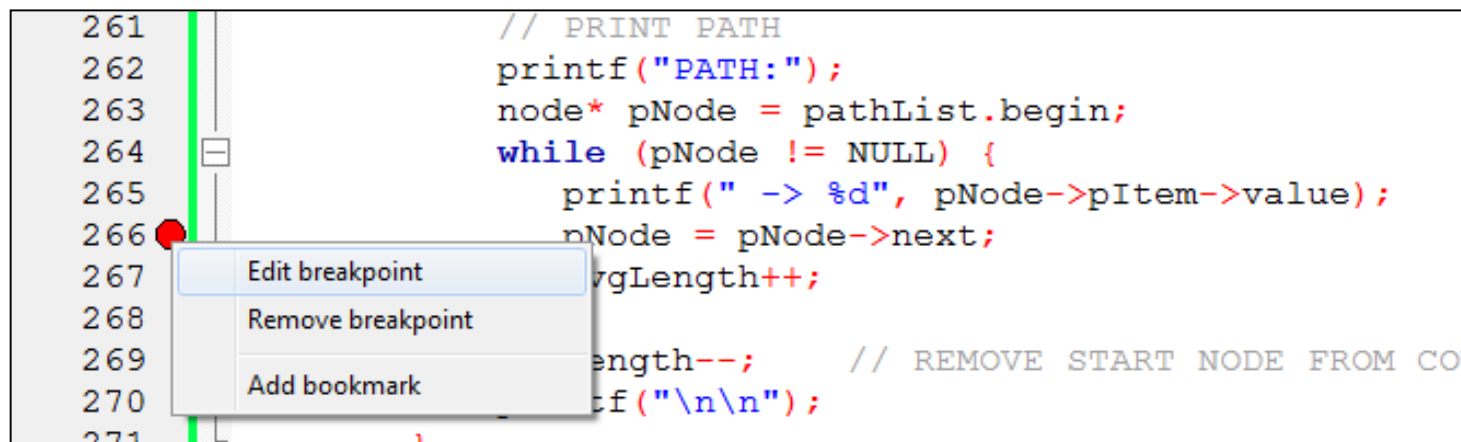 261 // PRINT PATH
262 printf("PATH:");
263 node* pNode = pathList.begin;
264 while (pNode != NULL) {
265 printf(" -> %d", pNode->pItem->value);
266 pNode = pNode->next;
267 vgLength++;
268
269 ength--; // REMOVE START NODE FROM CO
270 tf("\n\n");
271 }
Edit breakpoint
Remove breakpoint
Add bookmark